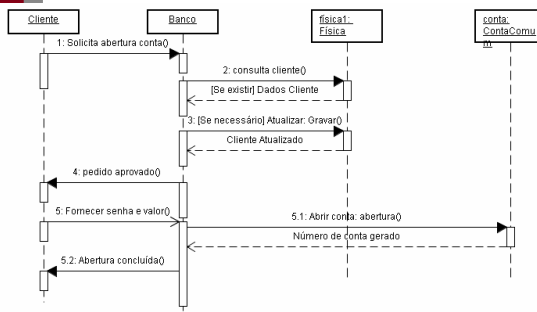 Cliente
Banco
física1:
Física
conta:
ContaComu
m
1: Solicita abertura conta()
2: consulta cliente()
[Se existir] Dados Cliente
3: [Se necessário] Atualizar: Gravar()
Cliente Atualizado
4: pedido aprovado()
5: Fornecer senha e valor()
5.1: Abrir conta: abertura()
Número de conta gerado
5.2: Abertura concluída()